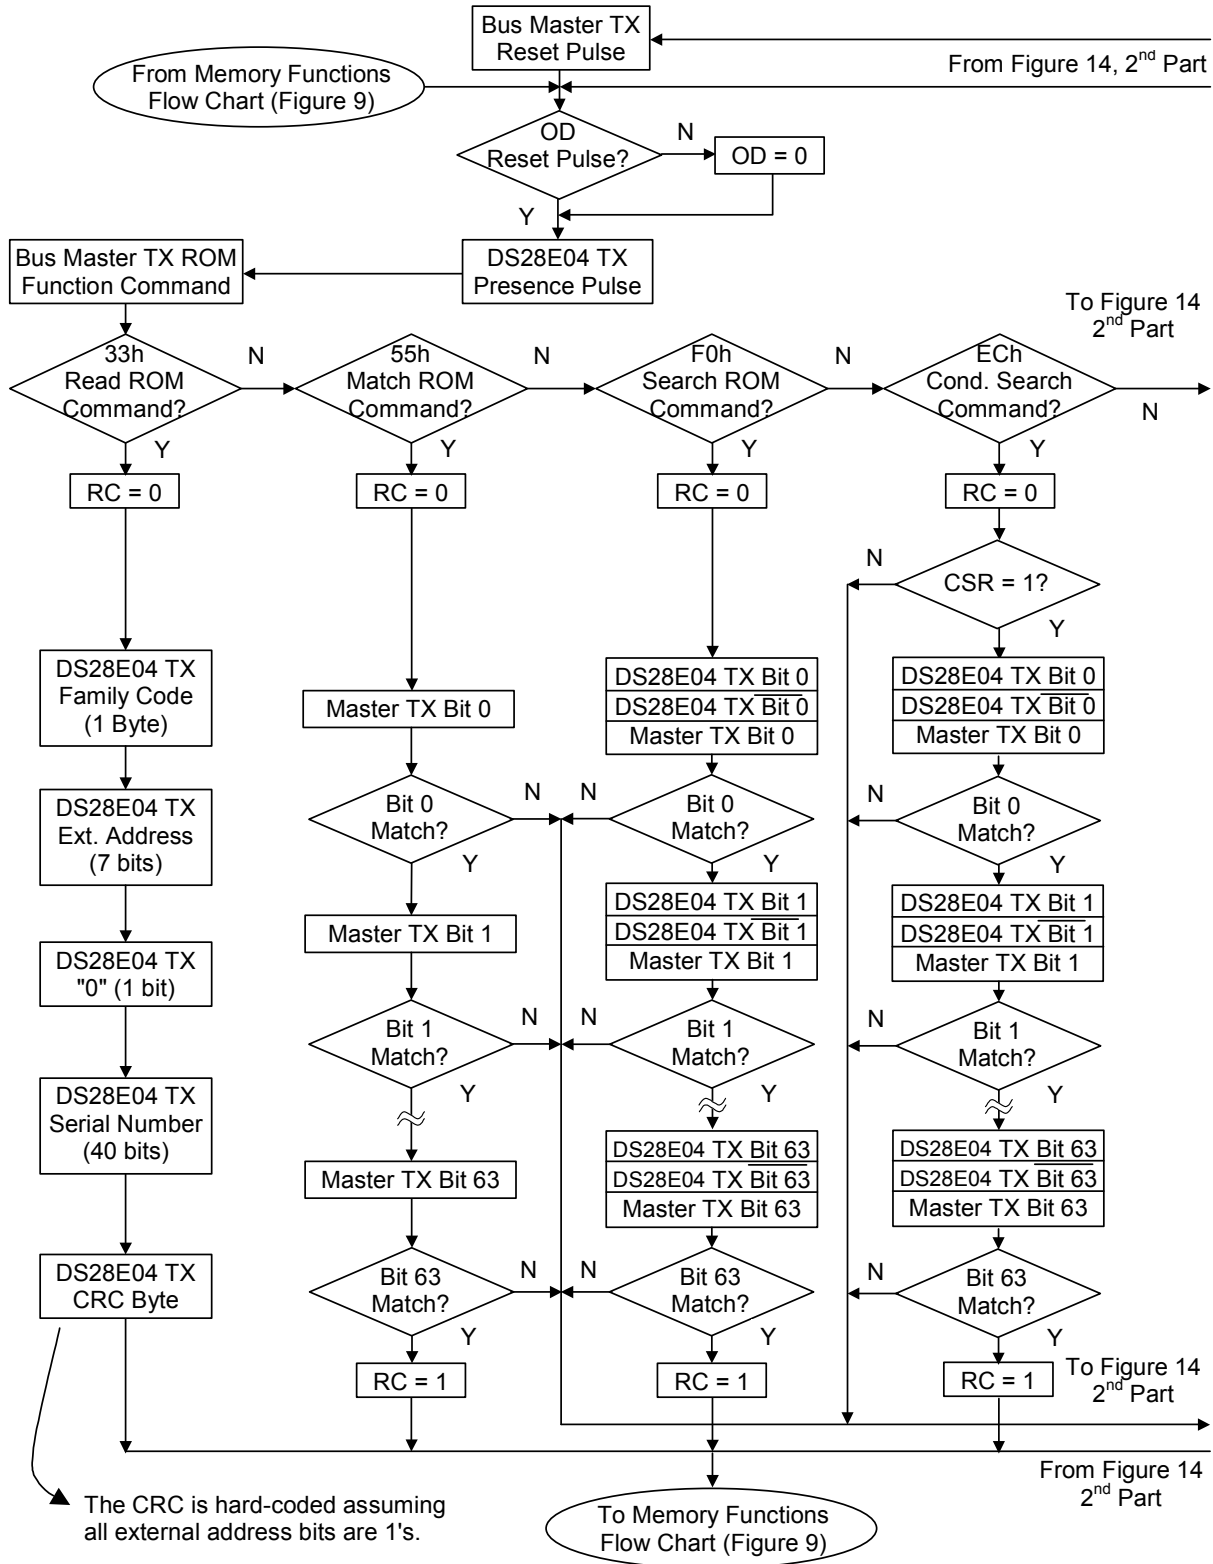 Bus Master TX
Reset Pulse
From Figure 14, 2nd Part
From Memory Functions
Flow Chart (Figure 9)
OD
Reset Pulse?
N
OD = 0
Y
Bus Master TX ROM
Function Command
DS28E04 TX
Presence Pulse
To Figure 14
2nd Part
33h
Read ROM
Command?
N
Y
55h
Match ROM
Command?
N
Y
F0h
Search ROM
Command?
N
Y
ECh
Cond. Search
Command?
N
Y
RC = 0
RC = 0
RC = 0
RC = 0
N
CSR = 1?
Y
DS28E04 TX
Family Code
(1 Byte)
DS28E04 TX
Ext. Address
(7 bits)
DS28E04 TX
"0" (1 bit)
DS28E04 TX
Serial Number
(40 bits)
DS28E04 TX
CRC Byte
Master TX Bit 0
Bit 0
Match?
N
Y
Master TX Bit 1
Bit 1
Match?
N
Y
Master TX Bit 63
Bit 63
Match?
N
Y
RC = 1
DS28E04 TX Bit 0
DS28E04 TX Bit 0
Master TX Bit 0
N
Bit 0
Match?
Y
DS28E04 TX Bit 1
DS28E04 TX Bit 1
Master TX Bit 1
N
Bit 1
Match?
Y
DS28E04 TX Bit 63
DS28E04 TX Bit 63
Master TX Bit 63
N
Bit 63
Match?
Y
RC = 1
DS28E04 TX Bit 0
DS28E04 TX Bit 0
Master TX Bit 0
N
Bit 0
Match?
Y
DS28E04 TX Bit 1
DS28E04 TX Bit 1
Master TX Bit 1
N
Bit 1
Match?
Y
DS28E04 TX Bit 63
DS28E04 TX Bit 63
Master TX Bit 63
N
Bit 63
Match?
Y
RC = 1
To Figure 14
2nd Part
From Figure 14
2nd Part
The CRC is hard-coded assuming
all external address bits are 1's.
To Memory Functions
Flow Chart (Figure 9)